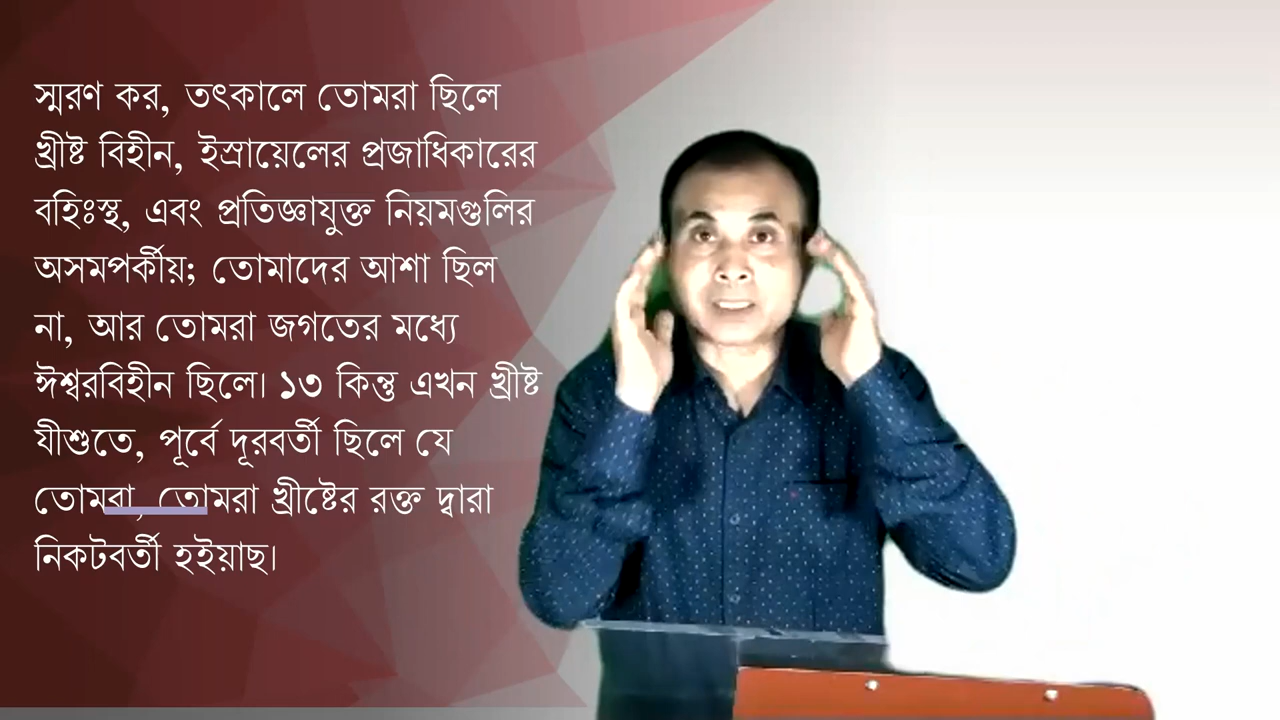 স্মরণ কর, তৎকালে তোমরা ছিলে
খ্রীষ্ট বিহীন, ইস্রায়েলের প্রজাধিকারের
বহিঃস্থ, এবং প্রতিজ্ঞাযুক্ত নিয়মগুলির
অসমপর্কীয়; তোমাদের আশা ছিল
না, আর তোমরা জগতের মধ্যে
ঈশ্বরবিহীন ছিলে। ১৩ কিন্তু এখন খ্রীষ্ট
যীশুতে, পূর্বে দূরবর্তী ছিলে যে
তোমরা, তোমরা খ্রীষ্টের রক্ত দ্বারা
নিকটবর্তী হইয়াছ।